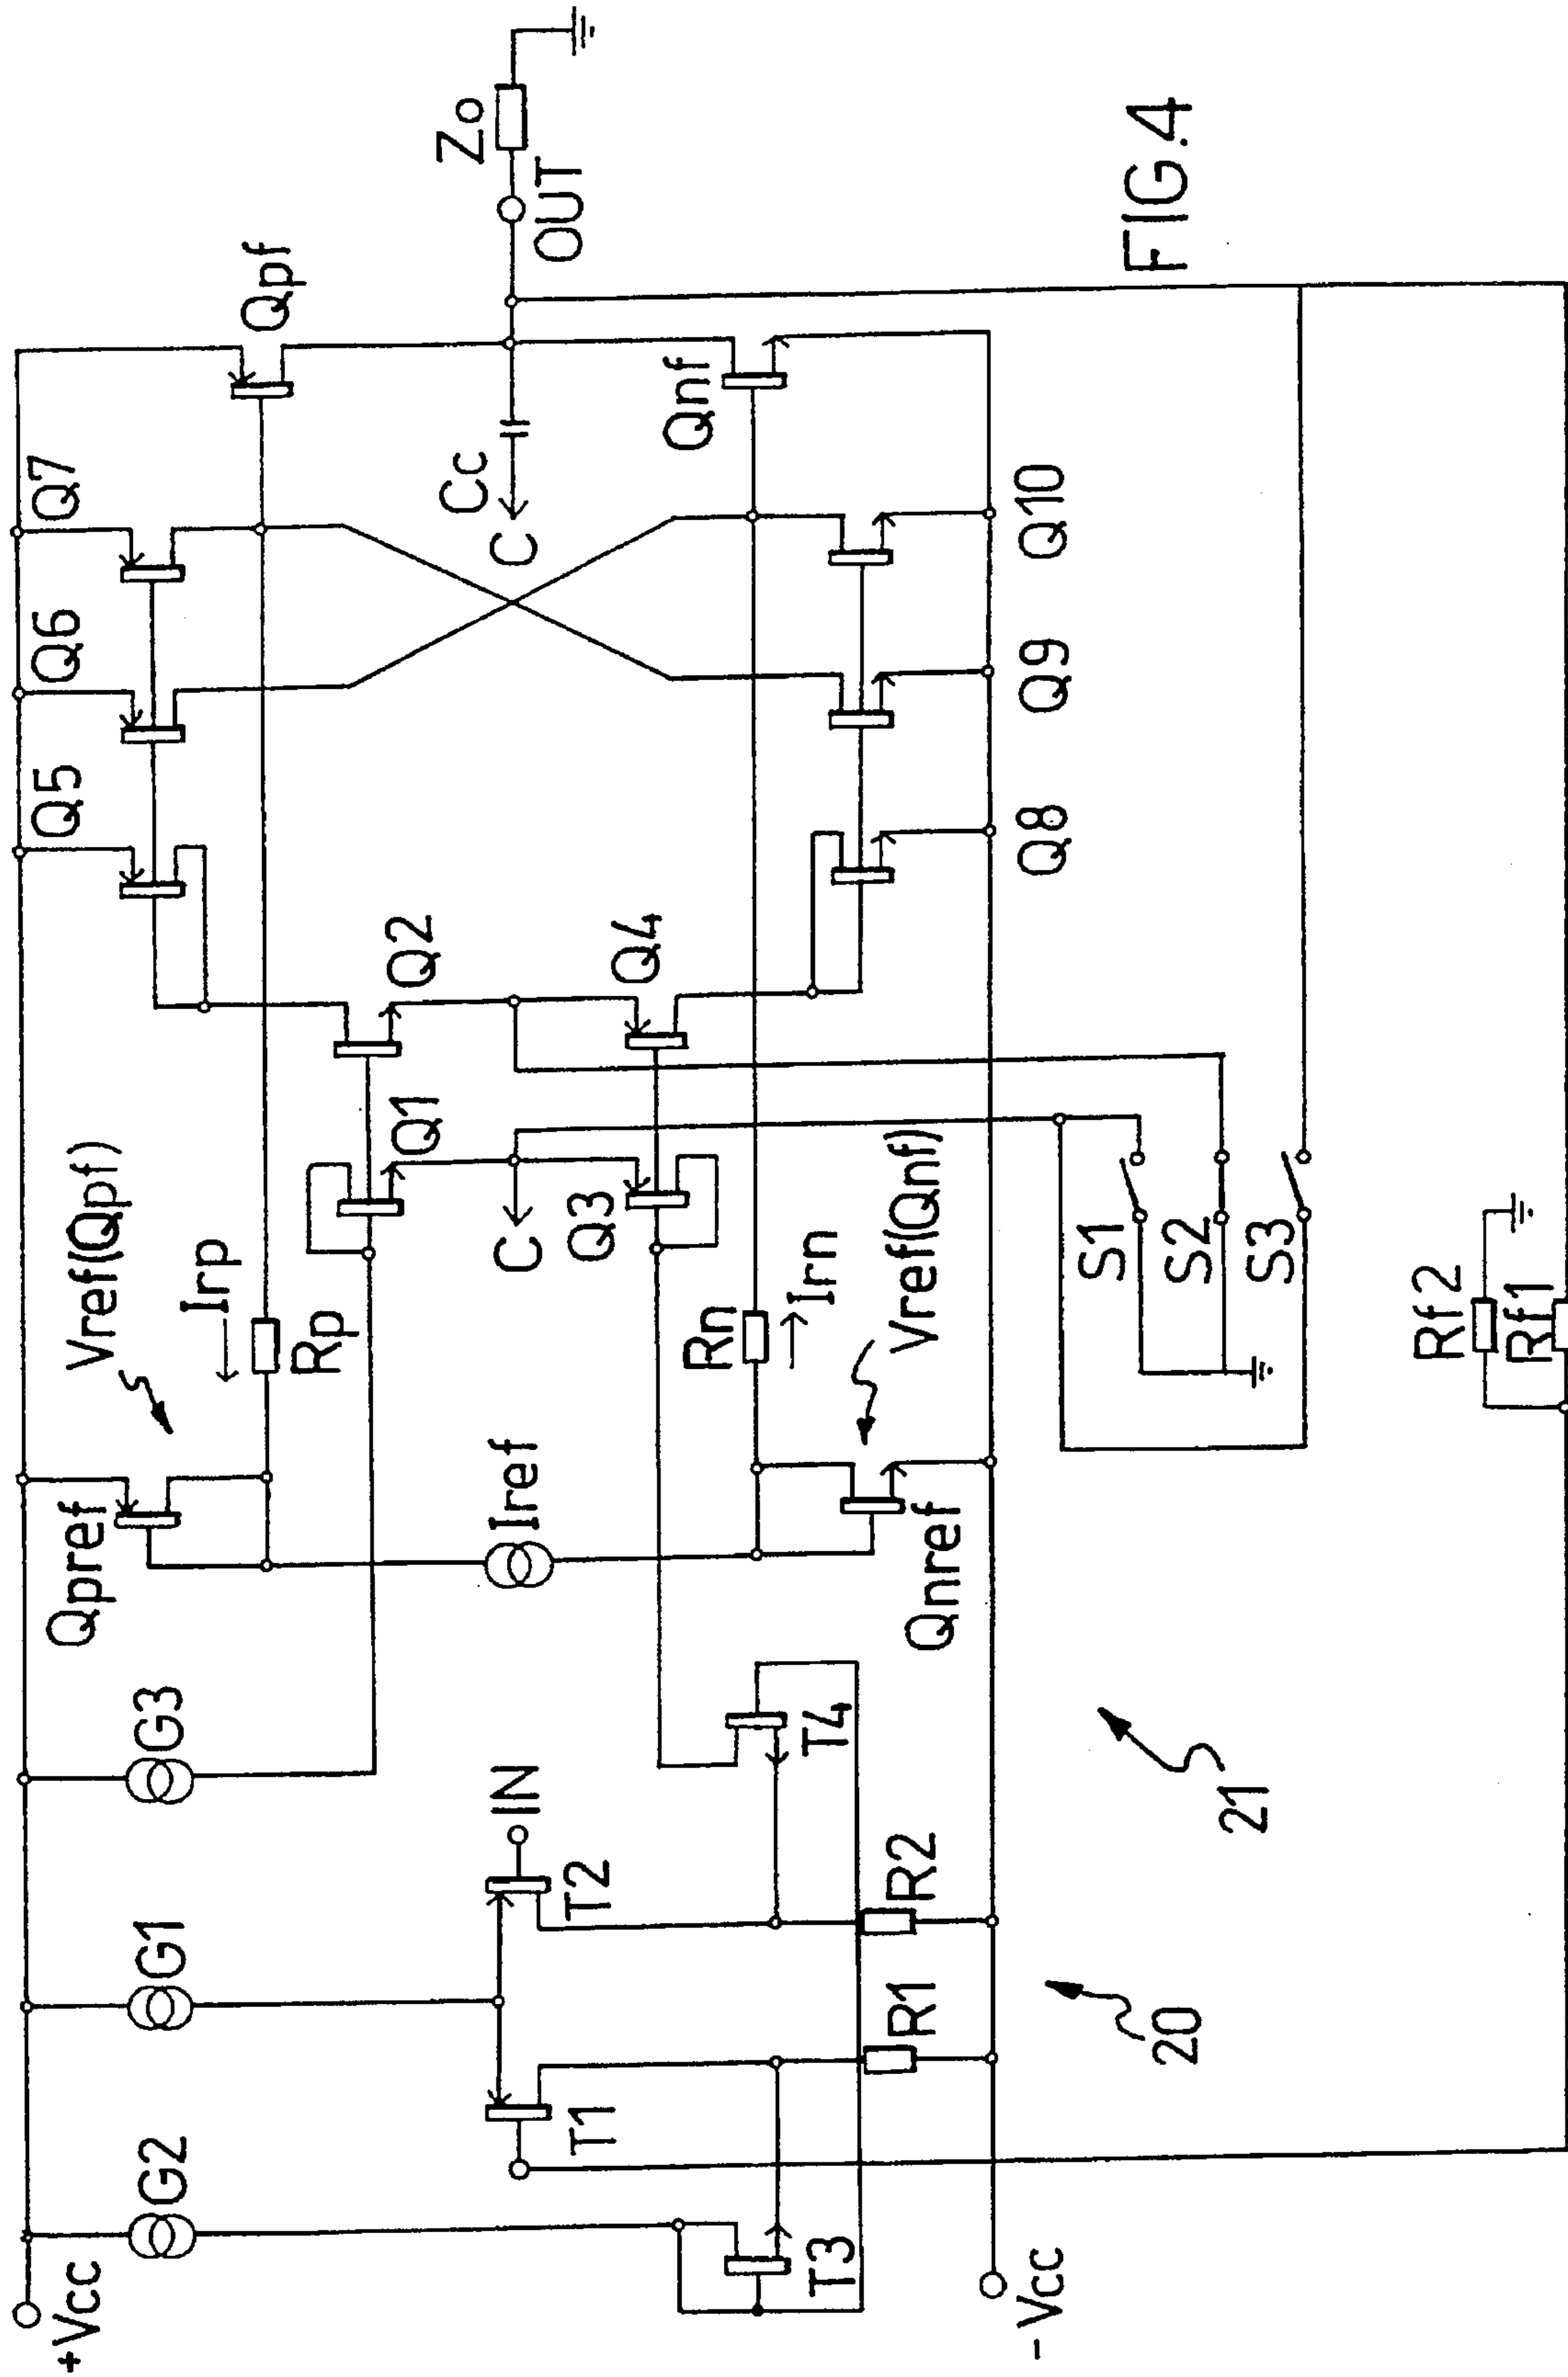 +Vcc
G2
G1
G3
Qpref
Vref(Qpf)
Irp
Rp
Q5
Q6
Q7
Qpf
Q1
Q2
Iref
C
Q3
Q4
C
Cc
OUT
Zo
T1
T2
IN
Rn
Irn
Vref(Qnf)
Qnf
T3
T4
Qnref
R1
R2
Q8
Q9
Q10
-Vcc
20
21
S1
S2
S3
FIG.4
Rf2
Rf1